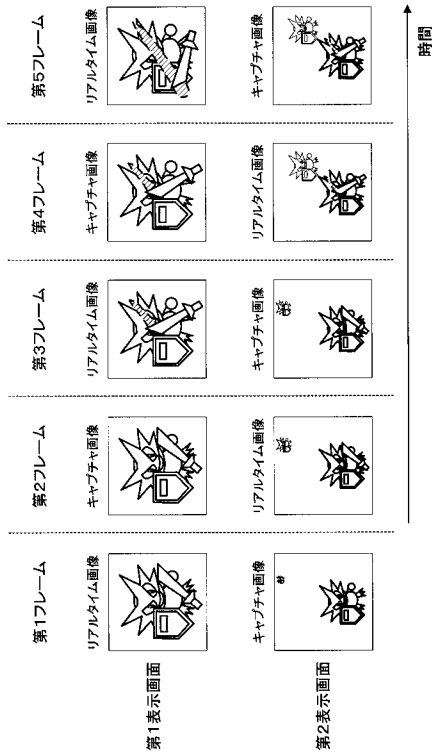 第1フレーム
第2フレーム
第3フレーム
第4フレーム
第5フレーム
リアルタイム画像
キャプチャ画像
リアルタイム画像
キャプチャ画像
リアルタイム画像
第1表示画面
キャプチャ画像
リアルタイム画像
キャプチャ画像
リアルタイム画像
キャプチャ画像
第2表示画面
時間